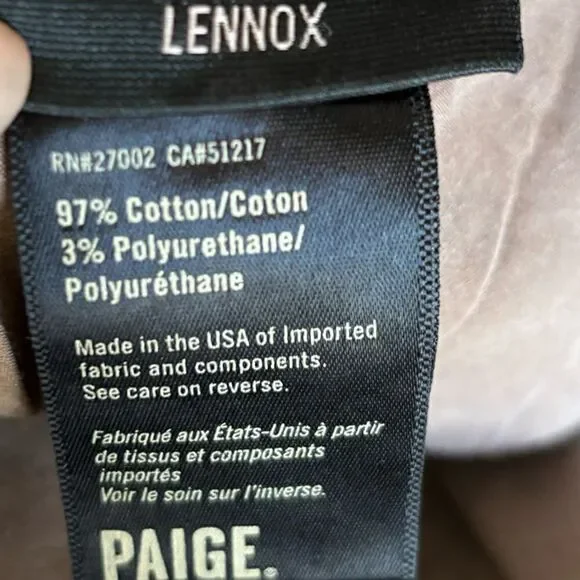 LENNOX
RN#27002 CA#51217
97% Cotton/Coton
3% Polyurethane/
Polyuréthane
Made in the USA of Imported
fabric and components.
See care on reverse.
Fabriqué aux États-Unis à partir
de tissus et composants
importés
Voir le soin sur l'inverse.
PAIGE.